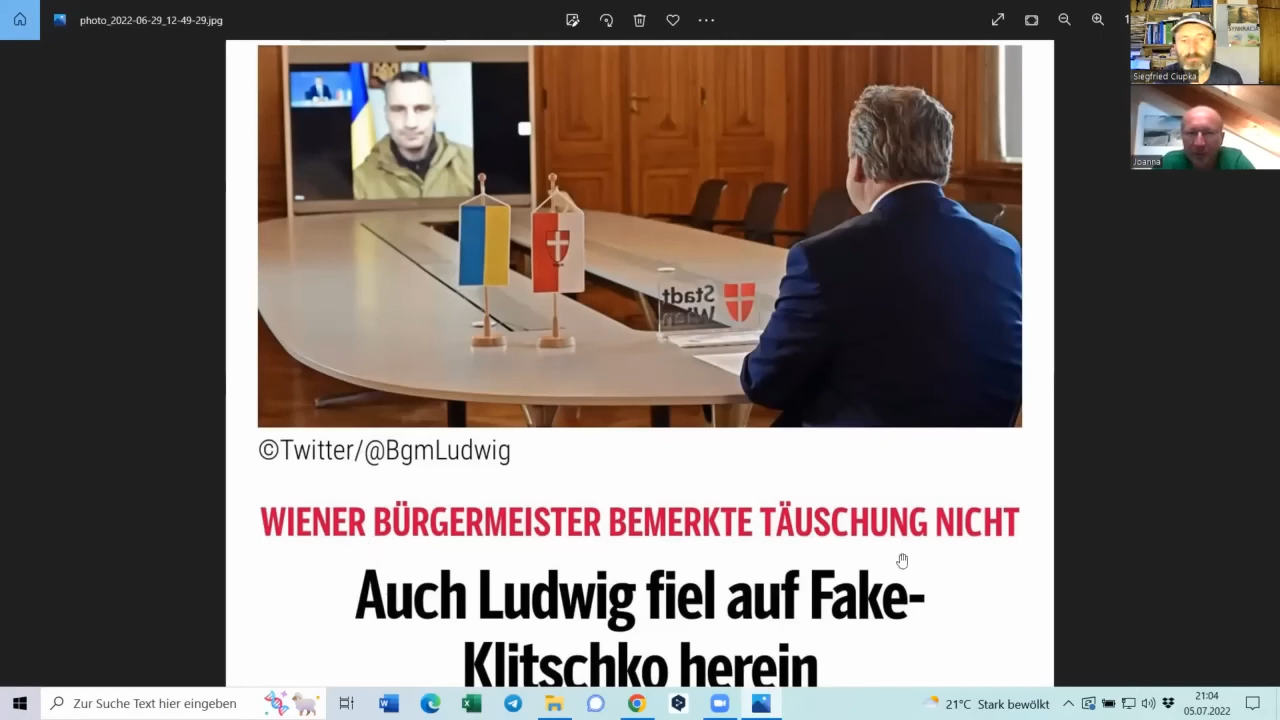 photo_2022-06-29_12-49-29.jpg
Siegfried Ciupka
Joanna
Stadt
Wien
©Twitter/@BgmLudwig
WIENER BÜRGERMEISTER BEMERKTE TÄUSCHUNG NICHT
Auch Ludwig fiel auf Fake-
Klitschko herein
Zur Suche Text hier eingeben
21°C Stark bewölkt
21:04
05.07.2022